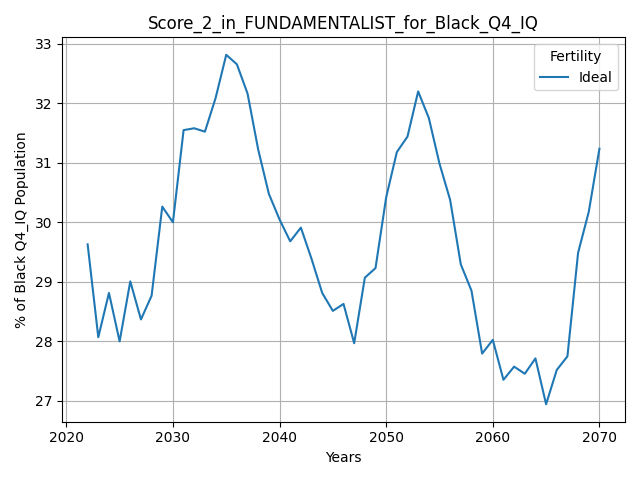 Score_2_in_FUNDAMENTALIST_for_Black_Q4_IQ
% of Black Q4_IQ Population
33
32
31
30
29
28
27
Fertility
Ideal
2020 2030 2040 2050 2060 2070
Years